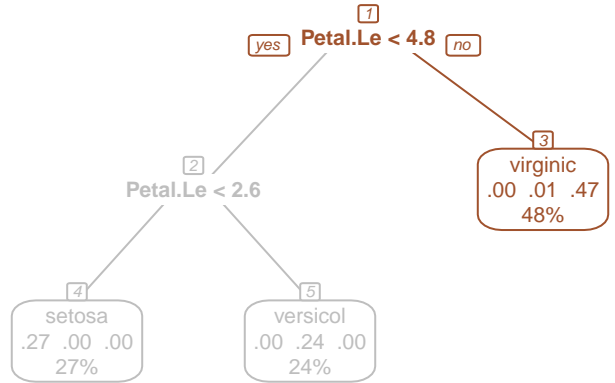 1
yes Petal.Le < 4.8 no
3
virginic
.00 .01 .47
48%
2
Petal.Le < 2.6
4
setosa
.27 .00 .00
27%
5
versicol
.00 .24 .00
24%